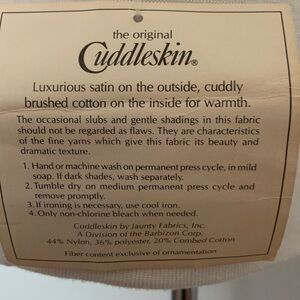 the original
Cuddleskin®
Luxurious satin on the outside, cuddly
brushed cotton on the inside for warmth.
The occasional slubs and gentle shadings in this fabric
should not be regarded as flaws. They are characteristics
of the fine yarns which give this fabric its beauty and
dramatic texture.
1. Hand or machine wash on permanent press cycle, in mild
soap. If dark shades, wash separately.
2. Tumble dry on medium permanent press cycle and
remove promptly.
3. If ironing is necessary, use cool iron.
4. Only non-chlorine bleach when needed.
Cuddleskin by Jaunty Fabrics, Inc.
A Division of the Barbizon Corp.
44% Nylon, 36% polyester, 20% Combed Cotton
Fiber content exclusive of ornamentation